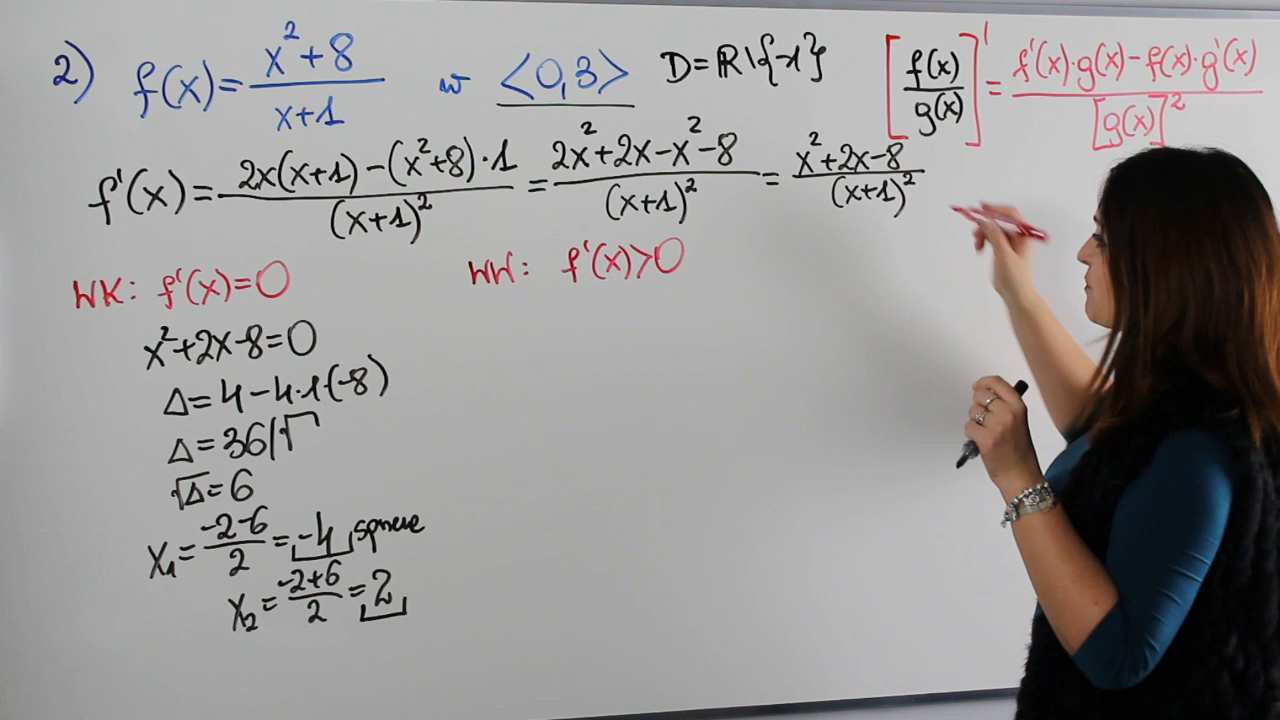 2) f(x)=(x²+8)/(x+1) w <0,3> D=ℝ\{-1} [f(x)/g(x)]'=(f'(x)·g(x)-f(x)·g'(x))/[g(x)]²
f'(x)=(2x(x+1)-(x²+8)·1)/(x+1)²=(2x²+2x-x²-8)/(x+1)²=(x²+2x-8)/(x+1)²
WK: f'(x)=0 WW: f'(x)>0
x²+2x-8=0
Δ=4-4·1·(-8)
Δ=36|√
√Δ=6
x₁=(-2-6)/2=-4
x₂=(-2+6)/2=2